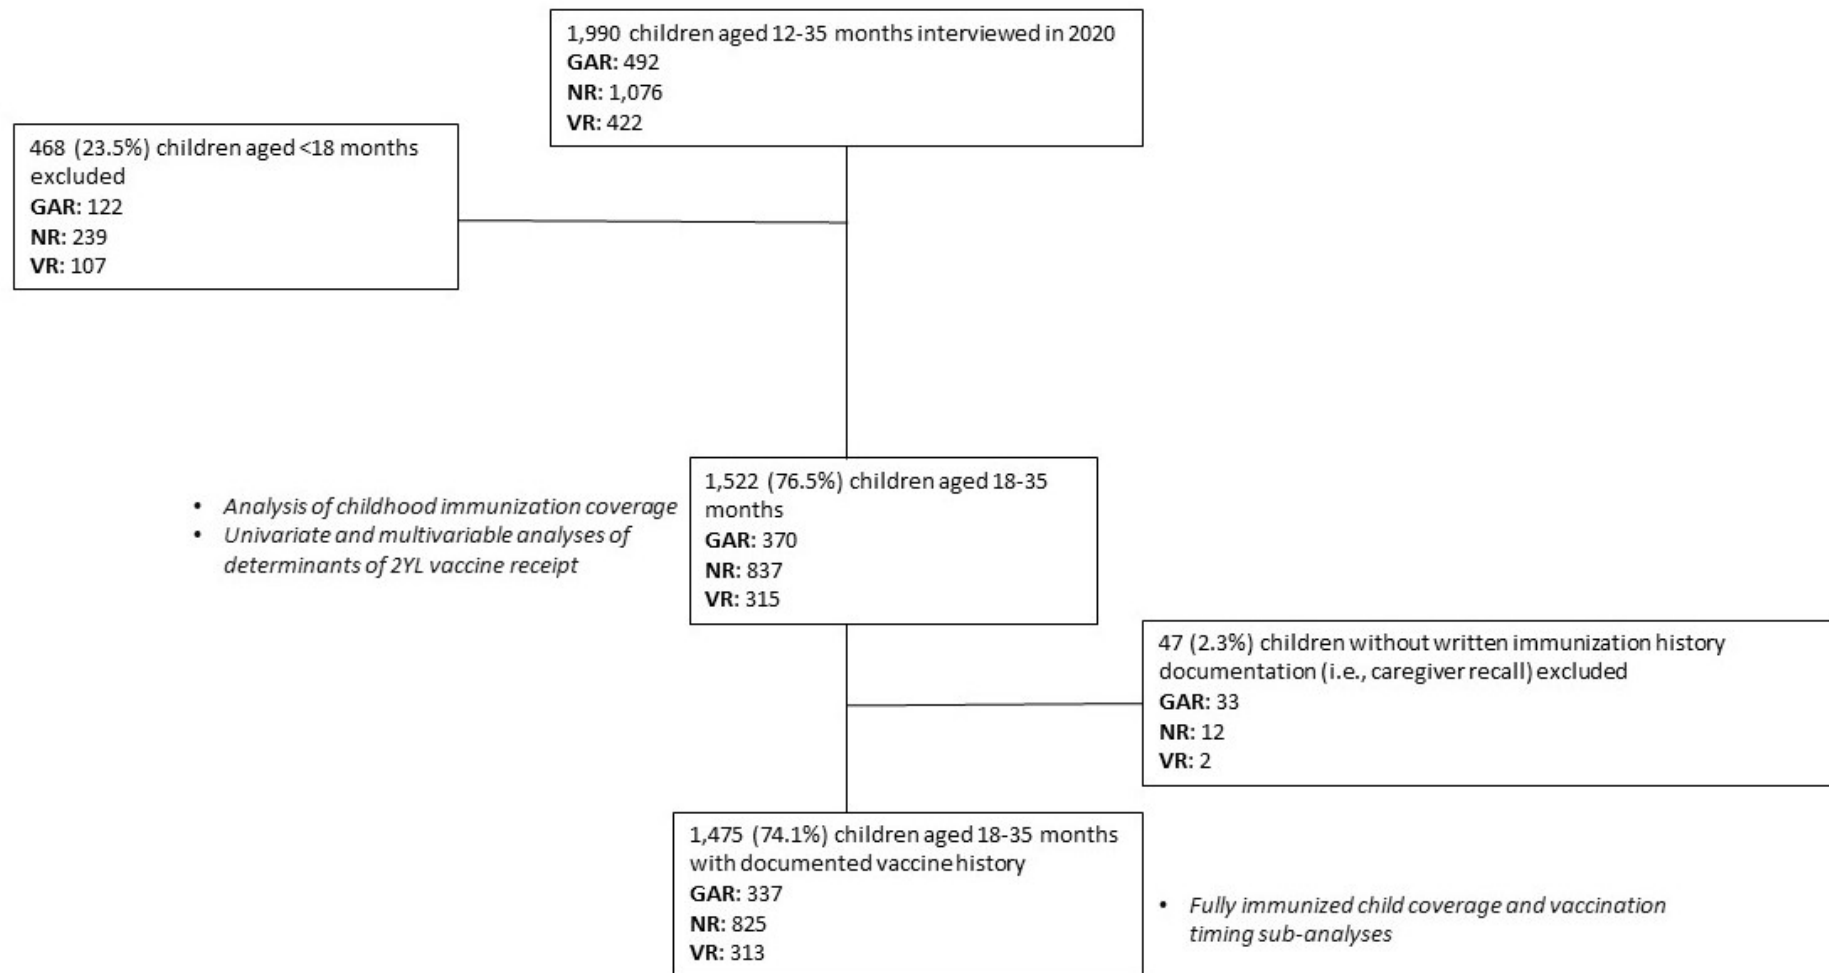 1,990 children aged 12-35 months interviewed in 2020
GAR: 492
NR: 1,076
VR: 422
468 (23.5%) children aged <18 months
excluded
GAR: 122
NR: 239
VR: 107
• Analysis of childhood immunization coverage
• Univariate and multivariable analyses of
determinants of 2YL vaccine receipt
1,522 (76.5%) children aged 18-35
months
GAR: 370
NR: 837
VR: 315
47 (2.3%) children without written immunization history
documentation (i.e., caregiver recall) excluded
GAR: 33
NR: 12
VR: 2
1,475 (74.1%) children aged 18-35 months
with documented vaccine history
GAR: 337
NR: 825
VR: 313
• Fully immunized child coverage and vaccination
timing sub-analyses